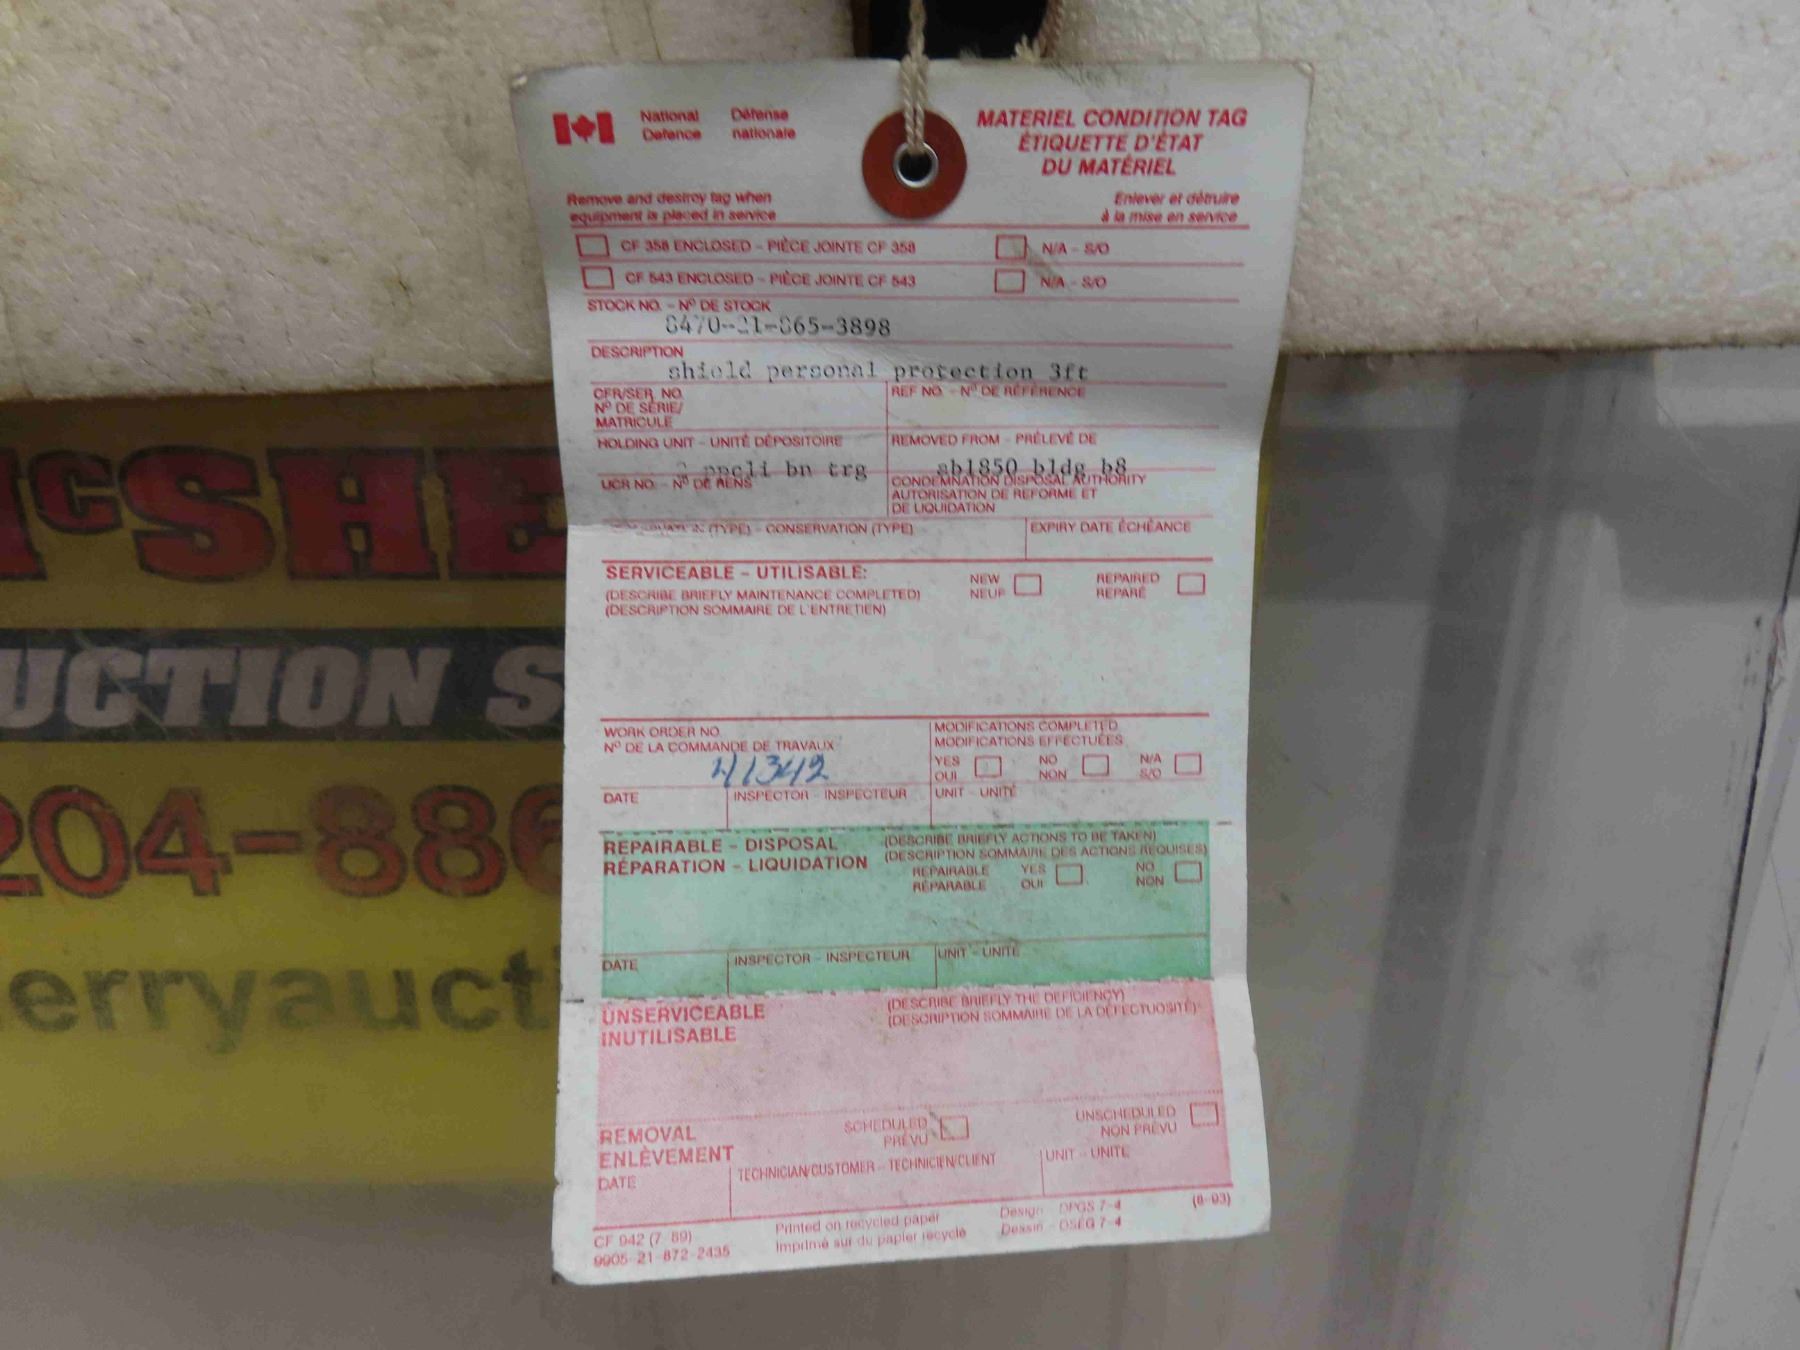 National Défense
Defence nationale
MATERIEL CONDITION TAG
ÉTIQUETTE D'ÉTAT
DU MATÉRIEL
Remove and destroy tag when
equipment is placed in service
Enlever et détruire
à la mise en service
CF 358 ENCLOSED - PIÈCE JOINTE CF 358 N/A - S/O
CF 543 ENCLOSED - PIÈCE JOINTE CF 543 N/A - S/O
STOCK NO. - Nº DE STOCK
8470-21-865-3898
DESCRIPTION
shield personal protection 3ft
CFR/SER. NO.
Nº DE SÉRIE/
MATRICULE
REF NO. - Nº DE RÉFÉRENCE
HOLDING UNIT - UNITÉ DÉPOSITOIRE
ppcli bn trg
REMOVED FROM - PRÉLEVÉ DE
ab1850 bldg b8
UCR NO. - Nº DE RENS
CONDEMNATION DISPOSAL AUTHORITY
AUTORISATION DE REFORME ET
DE LIQUIDATION
(TYPE) - CONSERVATION (TYPE)
EXPIRY DATE ÉCHÉANCE
SERVICEABLE - UTILISABLE:
(DESCRIBE BRIEFLY MAINTENANCE COMPLETED)
(DESCRIPTION SOMMAIRE DE L'ENTRETIEN)
NEW
NEUF
REPAIRED
REPARÉ
WORK ORDER NO.
Nº DE LA COMMANDE DE TRAVAUX
41342
MODIFICATIONS COMPLETED
MODIFICATIONS EFFECTUÉES
YES
OUI
NO
NON
N/A
S/O
DATE INSPECTOR - INSPECTEUR UNIT - UNITÉ
REPAIRABLE - DISPOSAL
RÉPARATION - LIQUIDATION
(DESCRIBE BRIEFLY ACTIONS TO BE TAKEN)
(DESCRIPTION SOMMAIRE DES ACTIONS REQUISES)
REPAIRABLE
RÉPARABLE
YES
OUI
NO
NON
DATE INSPECTOR - INSPECTEUR UNIT - UNITÉ
UNSERVICEABLE
INUTILISABLE
(DESCRIBE BRIEFLY THE DEFICIENCY)
(DESCRIPTION SOMMAIRE DE LA DÉFECTUOSITÉ)
REMOVAL
ENLÈVEMENT
SCHEDULED
PRÉVU
UNSCHEDULED
NON PRÉVU
DATE TECHNICIAN/CUSTOMER - TECHNICIEN/CLIENT UNIT - UNITE
CF 942 (7-89)
9905-21-872-2435
Printed on recycled paper
Imprimé sur du papier recyclé
Design - DPGS 7-4
Dessin - DSÉG 7-4
(8-93)
McSHE
UCTION S
204-886
erryaucti